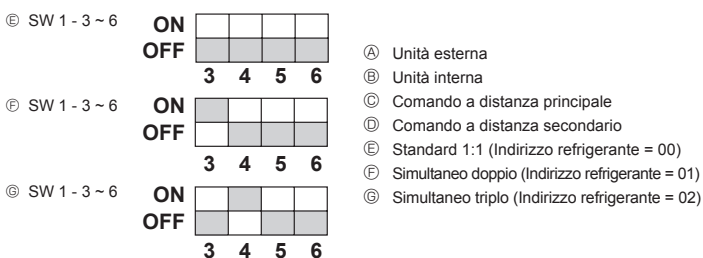 Ⓔ SW 1 - 3 ~ 6
ON
OFF
3 4 5 6
Ⓕ SW 1 - 3 ~ 6
ON
OFF
3 4 5 6
Ⓖ SW 1 - 3 ~ 6
ON
OFF
3 4 5 6
Ⓐ Unità esterna
Ⓑ Unità interna
Ⓒ Comando a distanza principale
Ⓓ Comando a distanza secondario
Ⓔ Standard 1:1 (Indirizzo refrigerante = 00)
Ⓕ Simultaneo doppio (Indirizzo refrigerante = 01)
Ⓖ Simultaneo triplo (Indirizzo refrigerante = 02)